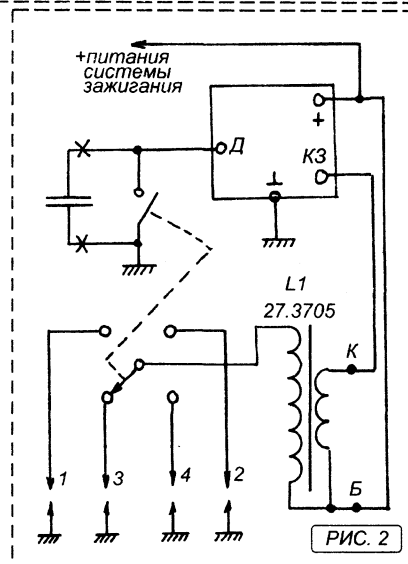 +питания
системы
зажигания
Д
+
КЗ
⊥
L1
27.3705
К
1
3
4
2
Б
РИС. 2